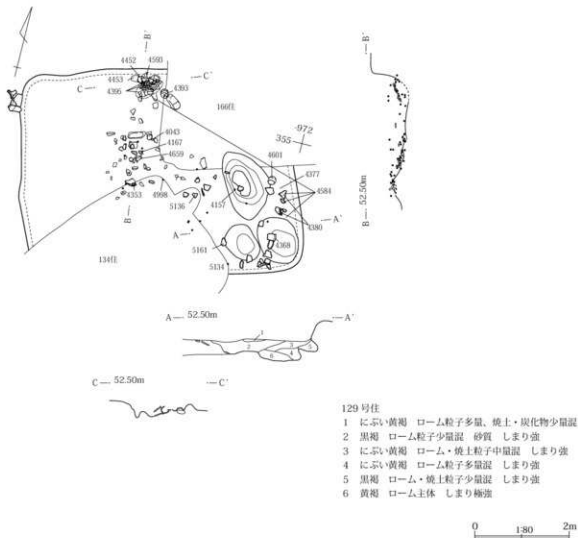 B´
B´
4452 4593
4453
C
C´
4395
4393
166住
-972
355
4043
4167
4659
4601
4377
4584
4353
4998
5136
4157
A´
4380
B
B 52.50m
A
5161
4368
134住
5134
A 52.50m
A´
1
2
3
5
6
4
C 52.50m
C´
129 号住
1 にぶい黄褐 ローム粒子多量、焼土・炭化物少量混
2 黒褐 ローム粒子少量混 砂質 しまり強
3 にぶい黄褐 ローム・焼土粒子中量混 しまり強
4 にぶい黄褐 ローム粒子多量混 しまり強
5 黒褐 ローム・焼土粒子少量混 しまり強
6 黄褐 ローム主体 しまり極強
0 1:80 2m